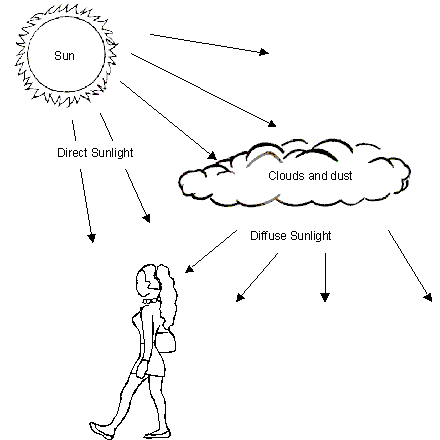 Sun
Direct Sunlight
Clouds and dust
Diffuse Sunlight